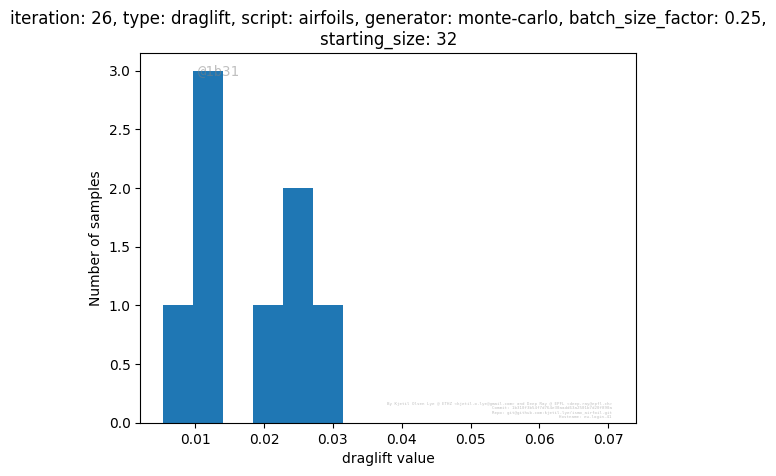 iteration: 26, type: draglift, script: airfoils, generator: monte-carlo, batch_size_factor: 0.25,
starting_size: 32
@1b31
3.0
2.5
2.0
1.5
1.0
0.5
0.0
Number of samples
0.01 0.02 0.03 0.04 0.05 0.06 0.07
draglift value